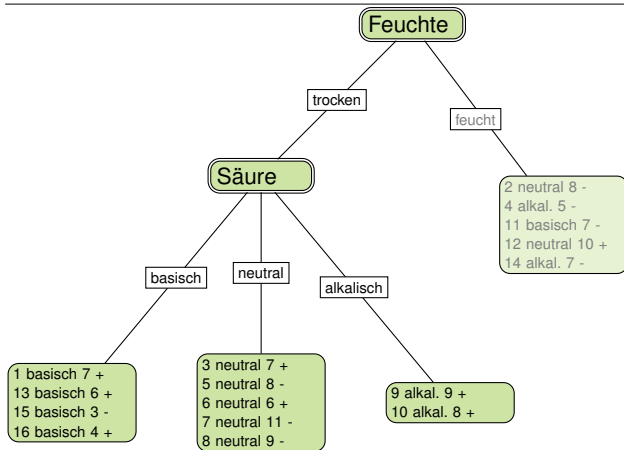 Feuchte
trocken
feucht
Säure
2 neutral 8 -
4 alkal. 5 -
11 basisch 7 -
12 neutral 10 +
14 alkal. 7 -
basisch
neutral
alkalisch
1 basisch 7 +
13 basisch 6 +
15 basisch 3 -
16 basisch 4 +
3 neutral 7 +
5 neutral 8 -
6 neutral 6 +
7 neutral 11 -
8 neutral 9 -
9 alkal. 9 +
10 alkal. 8 +